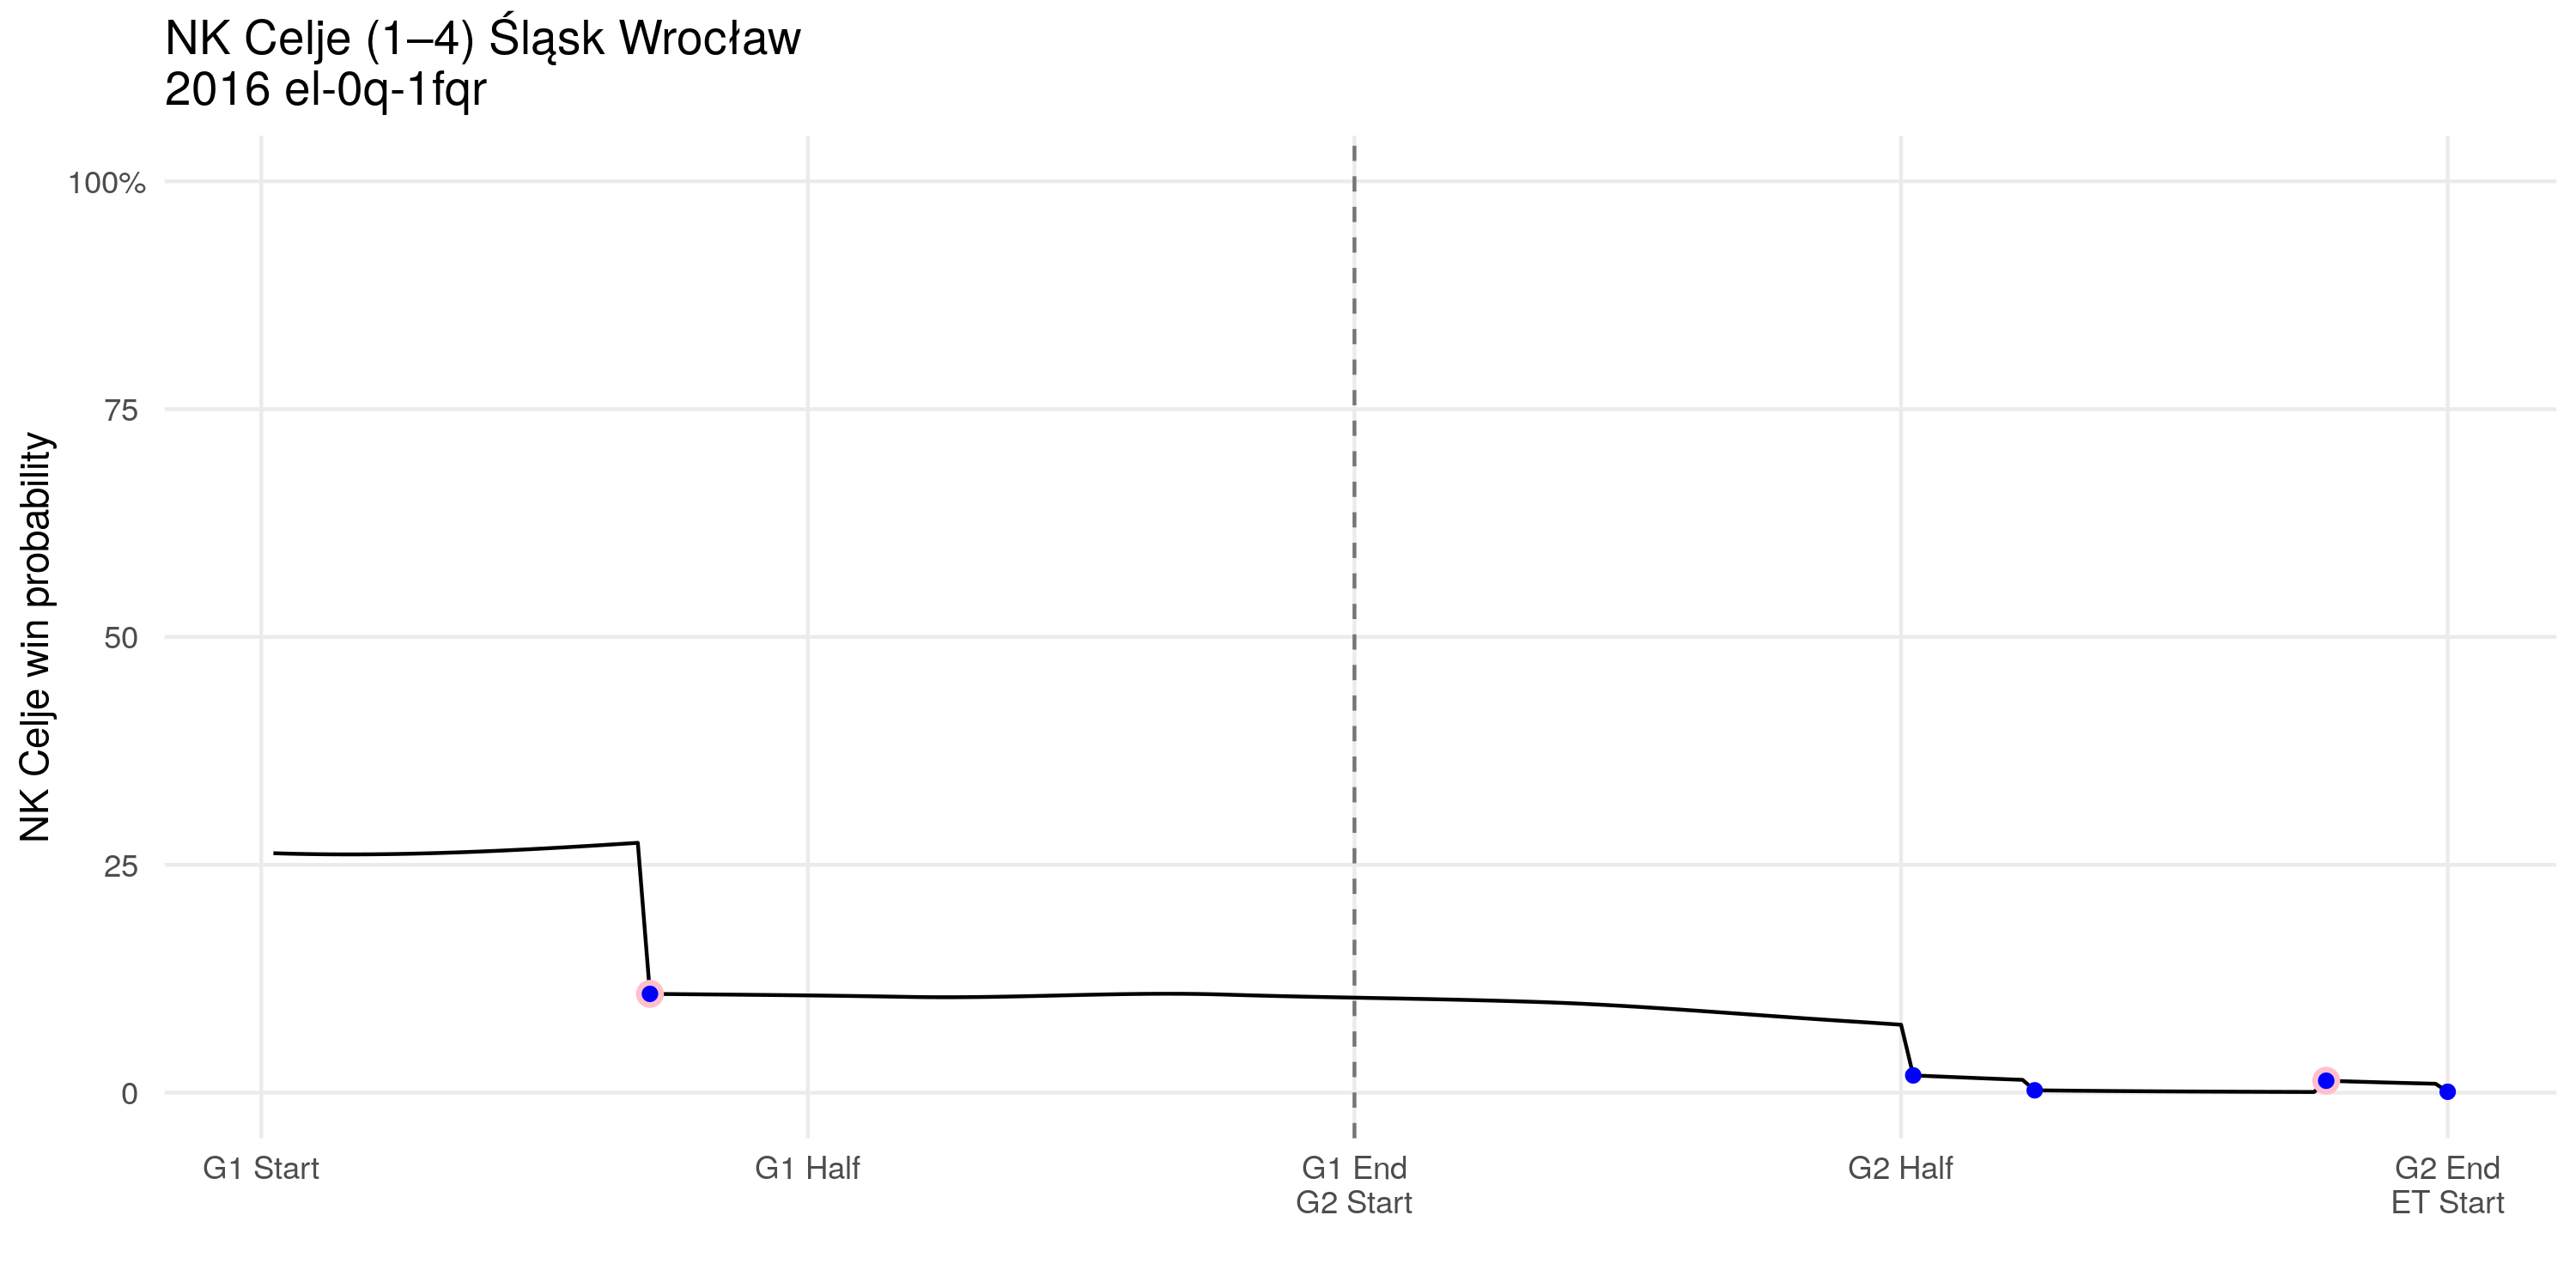 NK Celje (1–4) Śląsk Wrocław
2016 el-0q-1fqr
NK Celje win probability
100%
75
50
25
0
G1 Start
G1 Half
G1 End
G2 Start
G2 Half
G2 End
ET Start